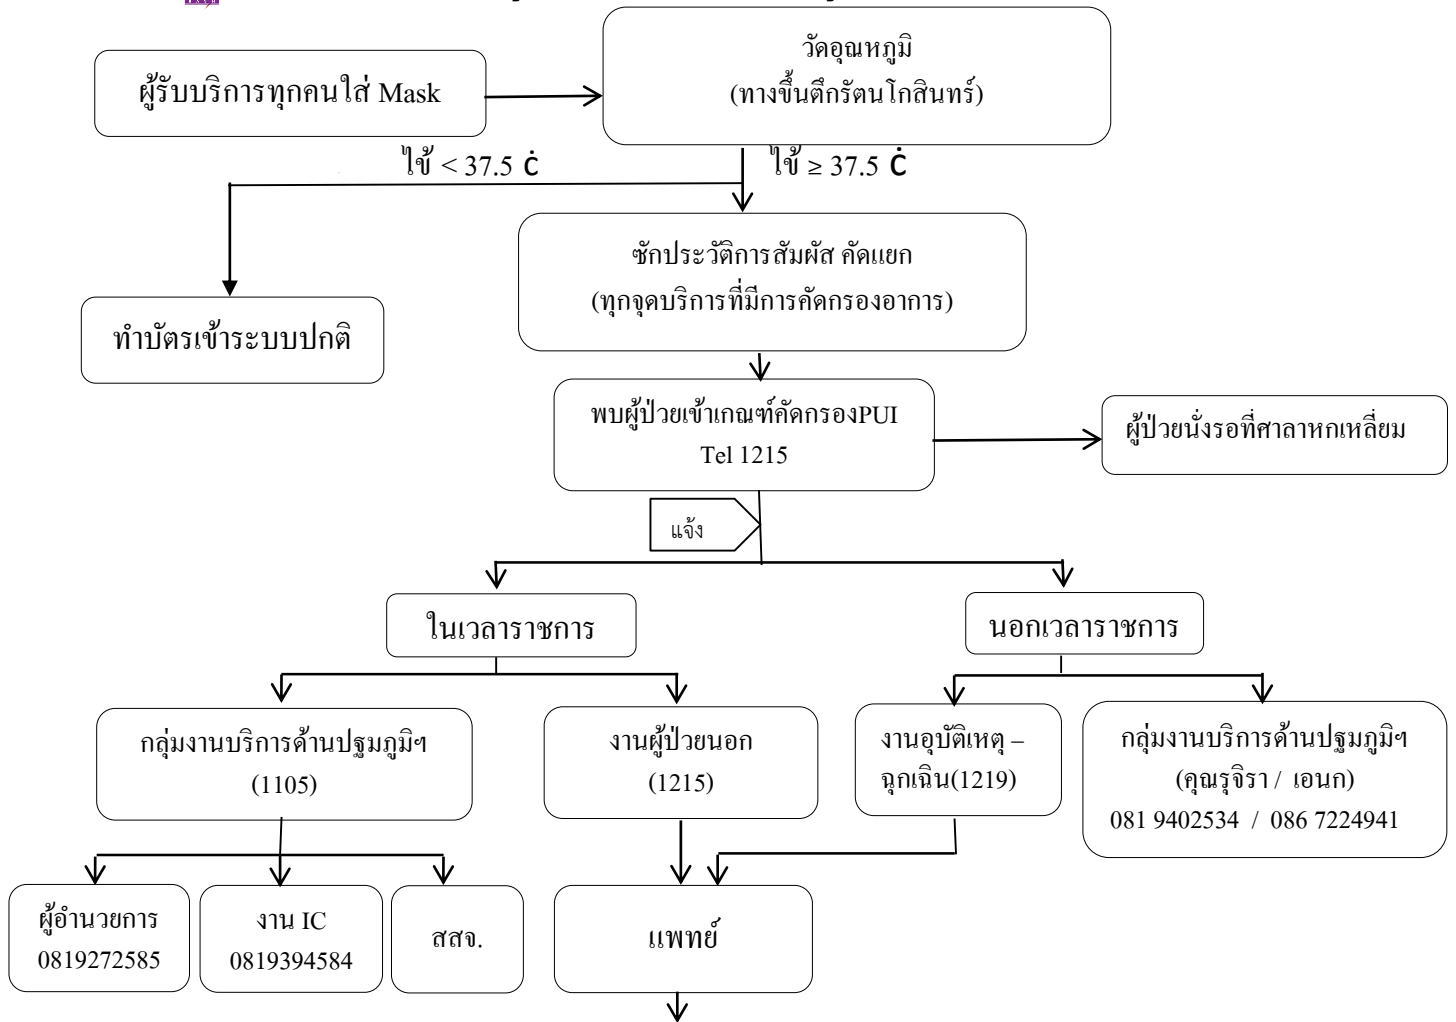 ผู้รับบริการทุกคนใส่ Mask
วัดอุณหภูมิ
(ทางขึ้นตึกรัตนโกสินทร์)
ไข้ < 37.5 ċ
ไข้ ≥ 37.5 ċ
ซักประวัติการสัมผัส คัดแยก
(ทุกจุดบริการที่มีการคัดกรองอาการ)
ทำบัตรเข้าระบบปกติ
พบผู้ป่วยเข้าเกณฑ์คัดกรองPUI
Tel 1215
ผู้ป่วยนั่งรอที่ศาลาหกเหลี่ยม
แจ้ง
ในเวลาราชการ
นอกเวลาราชการ
กลุ่มงานบริการด้านปฐมภูมิฯ
(1105)
งานผู้ป่วยนอก
(1215)
งานอุบัติเหตุ –
ฉุกเฉิน(1219)
กลุ่มงานบริการด้านปฐมภูมิฯ
(คุณรุจิรา / เอนก)
081 9402534 / 086 7224941
ผู้อำนวยการ
0819272585
งาน IC
0819394584
สสจ.
แพทย์